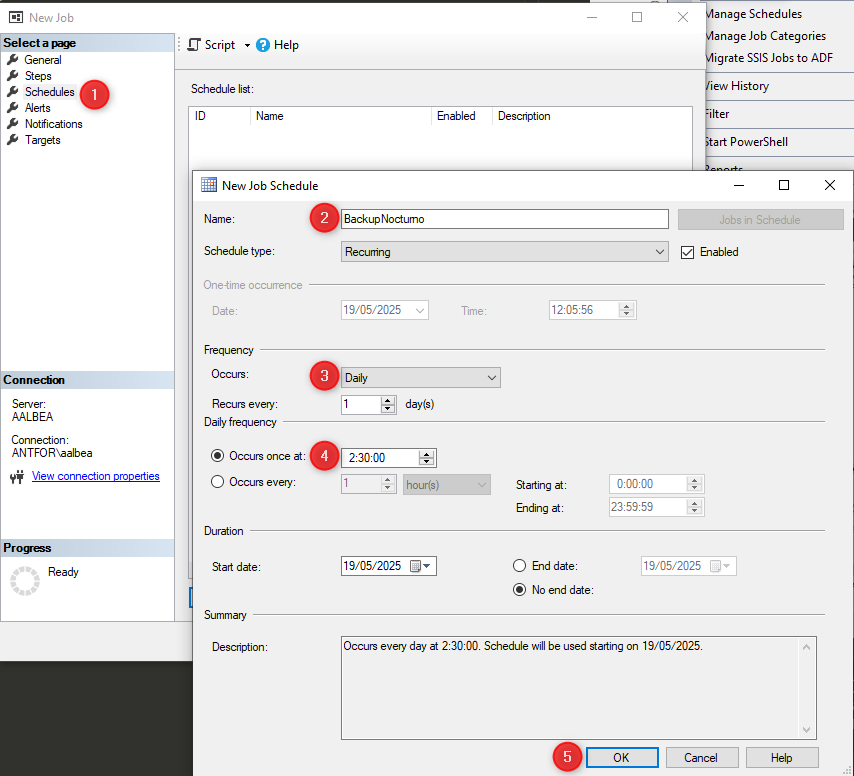 New Job
Select a page
General
Steps
Schedules
1
Alerts
Notifications
Targets
Script
Help
Schedule list:
ID Name Enabled Description
Manage Schedules
Manage Job Categories
Migrate SSIS Jobs to ADF
View History
Filter
Start PowerShell
Reports
New Job Schedule
Name: 2 BackupNocturno Jobs in Schedule
Schedule type: Recurring Enabled
One-time occurrence
Date: 19/05/2025 Time: 12:05:56
Frequency
Occurs: 3 Daily
Recurs every: 1 day(s)
Daily frequency
Occurs once at: 4 2:30:00
Occurs every: 1 hour(s) Starting at: 0:00:00
Ending at: 23:59:59
Duration
Start date: 19/05/2025 End date: 19/05/2025
No end date:
Summary
Description: Occurs every day at 2:30:00. Schedule will be used starting on 19/05/2025.
5 OK Cancel Help
Connection
Server:
AALBEA
Connection:
ANTFOR\aalbea
View connection properties
Progress
Ready